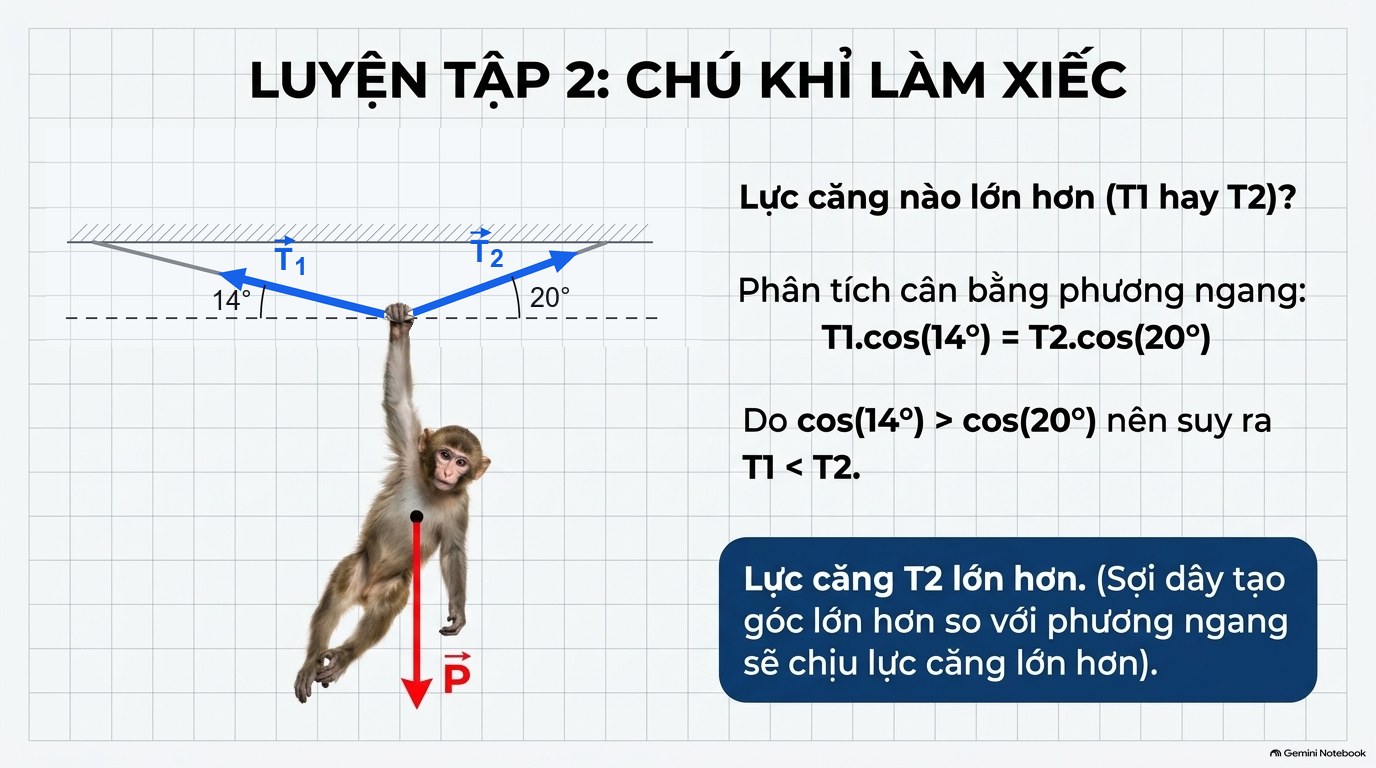 LUYỆN TẬP 2: CHÚ KHỈ LÀM XIẾC
T⃗1
T⃗2
14°
20°
P⃗
Lực căng nào lớn hơn (T1 hay T2)?
Phân tích cân bằng phương ngang:
T1.cos(14°) = T2.cos(20°)
Do cos(14°) > cos(20°) nên suy ra
T1 < T2.
Lực căng T2 lớn hơn. (Sợi dây tạo
góc lớn hơn so với phương ngang
sẽ chịu lực căng lớn hơn).
Gemini Notebook